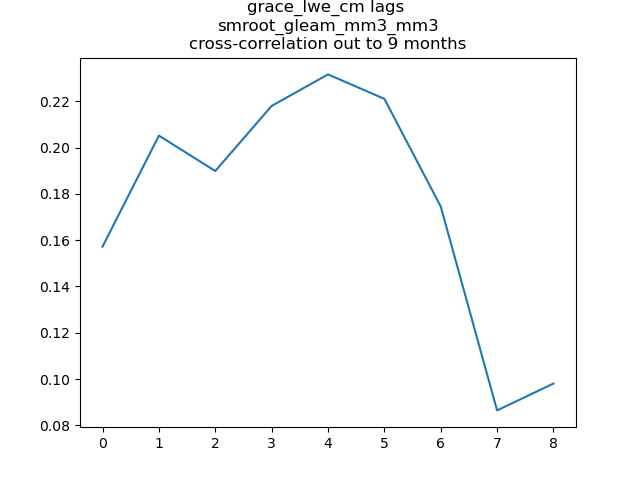 grace_lwe_cm lags
smroot_gleam_mm3_mm3
cross-correlation out to 9 months
0.22
0.20
0.18
0.16
0.14
0.12
0.10
0.08
0 1 2 3 4 5 6 7 8